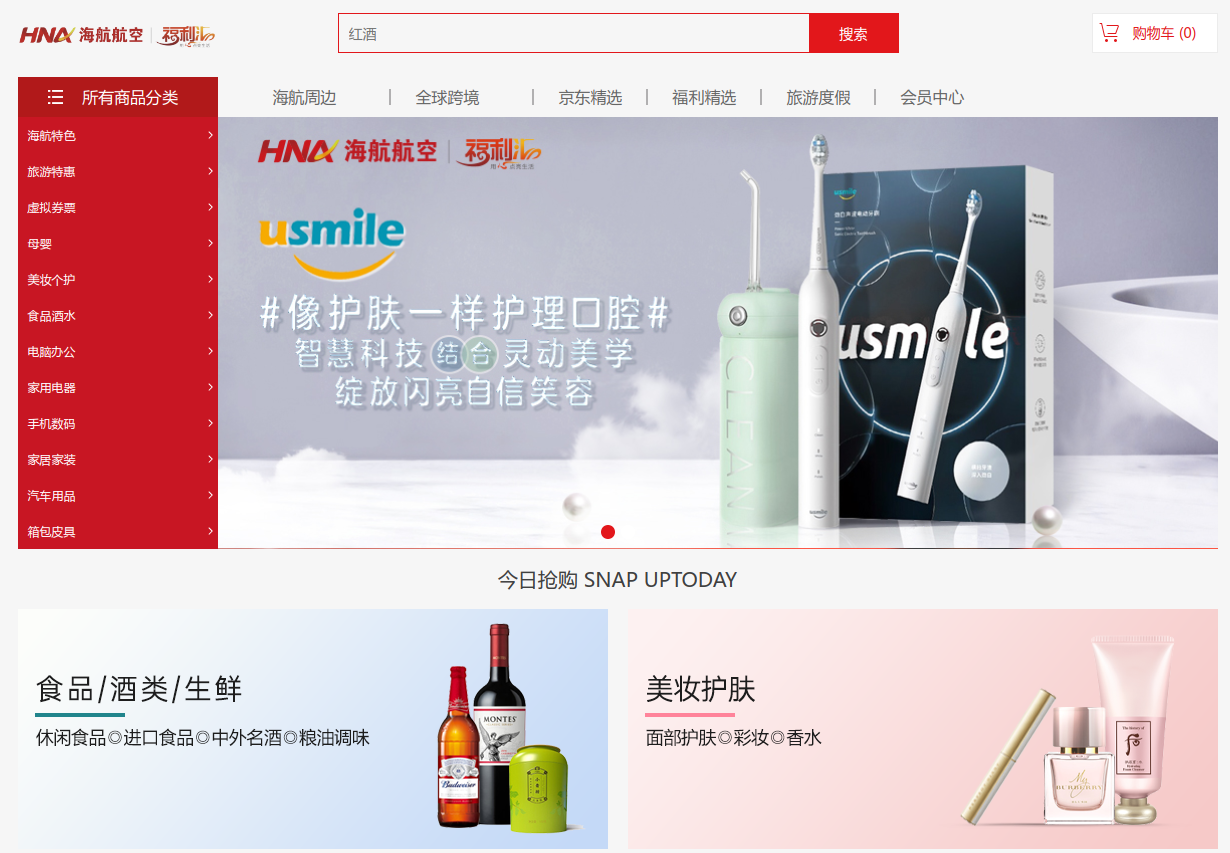 HNA 海航航空 福利汇
红酒
搜索
购物车 (0)
所有商品分类
海航周边 | 全球跨境 | 京东精选 | 福利精选 | 旅游度假 | 会员中心
海航特色
旅游特惠
虚拟券票
母婴
美妆个护
食品酒水
电脑办公
家用电器
手机数码
家居家装
汽车用品
箱包皮具
HNA 海航航空 福利汇
usmile
#像护肤一样护理口腔#
智慧科技结合灵动美学
绽放闪亮自信笑容
CLEAN
usmile
今日抢购 SNAP UPTODAY
食品/酒类/生鲜
休闲食品◎进口食品◎中外名酒◎粮油调味
MONTES
Budweiser
美妆护肤
面部护肤◎彩妆◎香水
My
BURBERRY